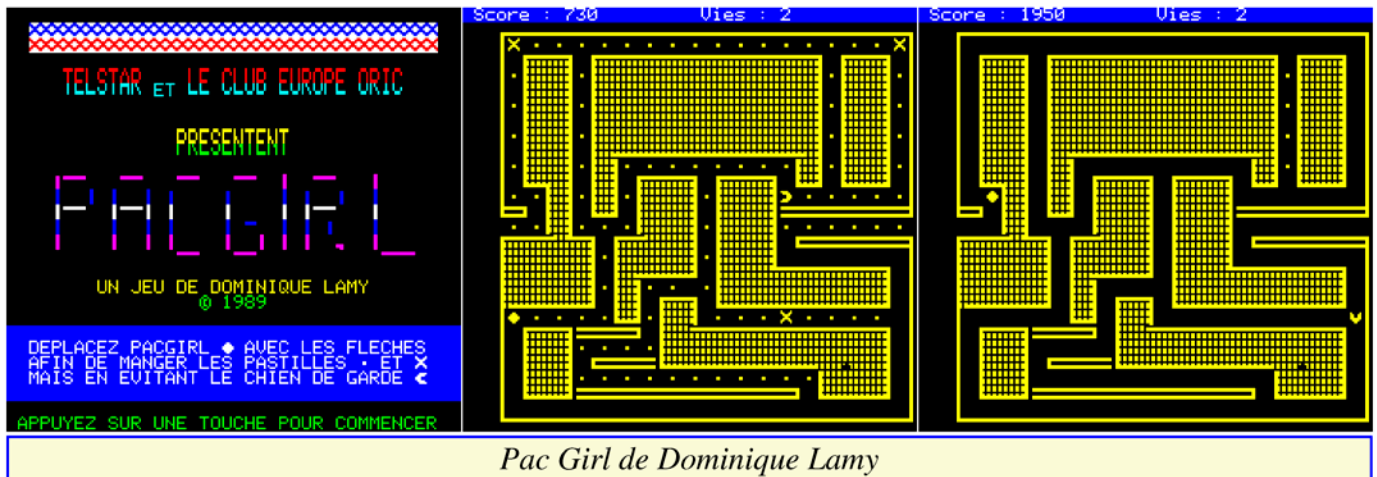 TELSTAR ET LE CLUB EUROPE ORIC
PRESENTENT
PAC GIRL
UN JEU DE DOMINIQUE LAMY
© 1989
DEPLACEZ PACGIRL ◆ AVEC LES FLECHES
AFIN DE MANGER LES PASTILLES · ET X
MAIS EN EVITANT LE CHIEN DE GARDE
APPUYEZ SUR UNE TOUCHE POUR COMMENCER
Score : 730 Vies : 2
Score : 1950 Vies : 2
Pac Girl de Dominique Lamy